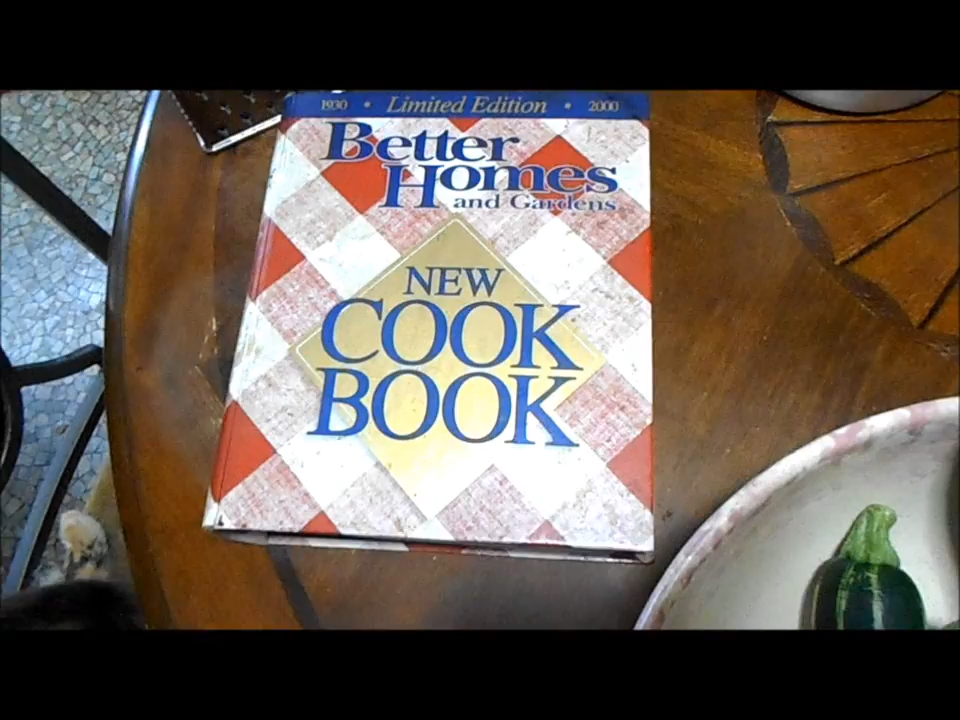 1930 • Limited Edition • 2000
Better
Homes
and Gardens
NEW
COOK
BOOK